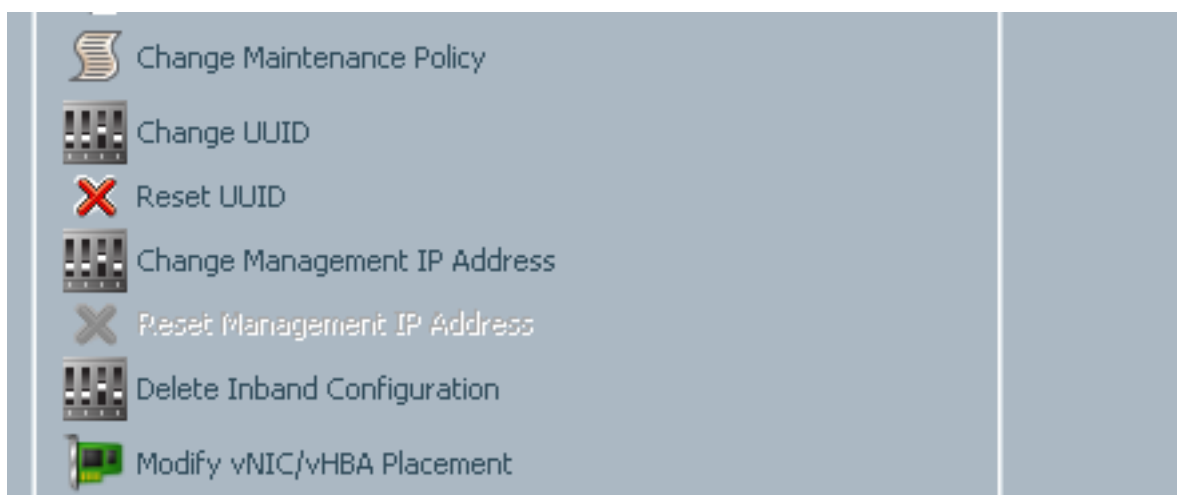 Change Maintenance Policy
Change UUID
Reset UUID
Change Management IP Address
Reset Management IP Address
Delete Inband Configuration
Modify vNIC/vHBA Placement